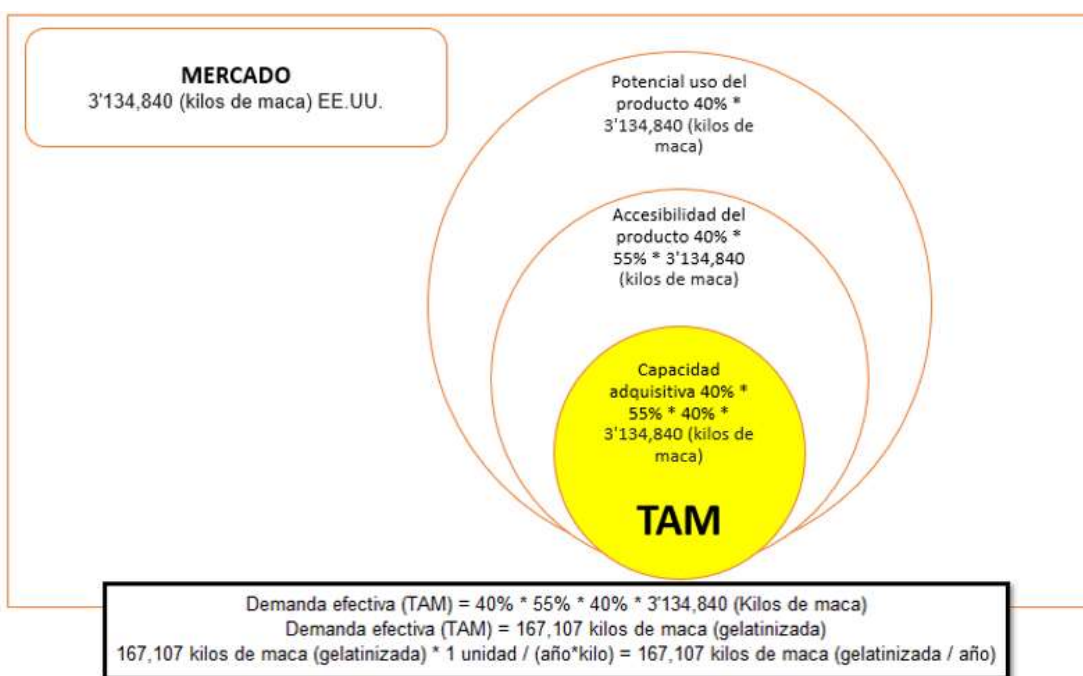 MERCADO
3'134,840 (kilos de maca) EE.UU.
Potencial uso del
producto 40% *
3'134,840 (kilos de
maca)
Accesibilidad del
producto 40% *
55% * 3'134,840
(kilos de maca)
Capacidad
adquisitiva 40% *
55% * 40% *
3'134,840 (kilos de
maca)
TAM
Demanda efectiva (TAM) = 40% * 55% * 40% * 3'134,840 (Kilos de maca)
Demanda efectiva (TAM) = 167,107 kilos de maca (gelatinizada)
167,107 kilos de maca (gelatinizada) * 1 unidad / (año*kilo) = 167,107 kilos de maca (gelatinizada / año)